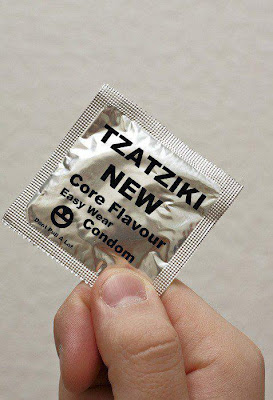 TZATZIKI
NEW
Core Flavour
Easy Wear
Condom